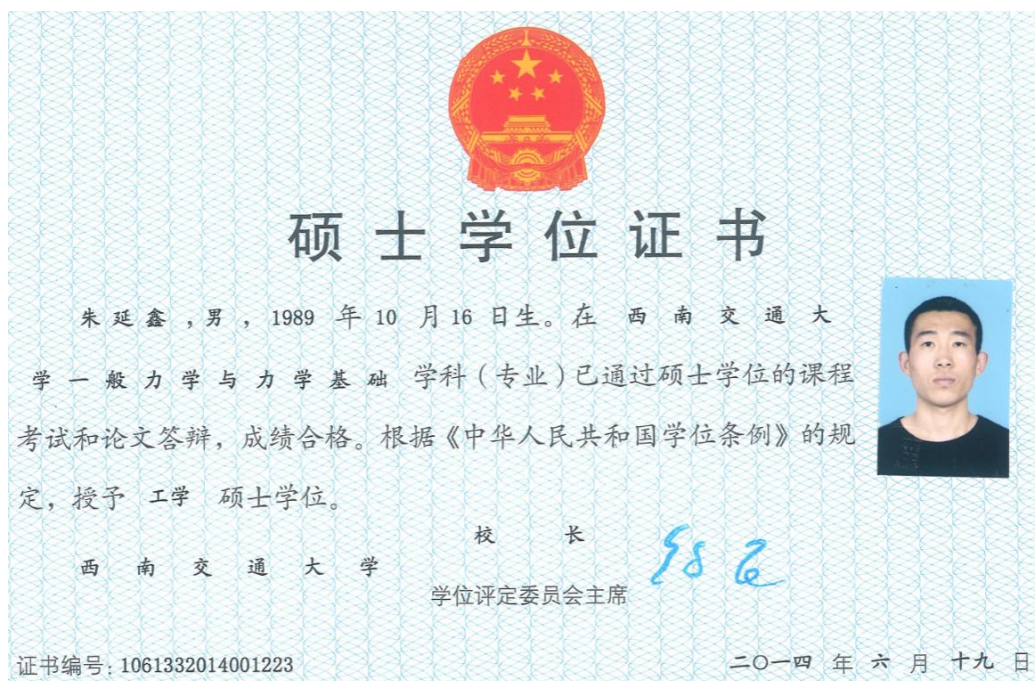 硕士学位证书
朱延鑫，男，1989 年 10 月 16 日生。在 西南交通大
学一般力学与力学基础 学科（专业）已通过硕士学位的课程
考试和论文答辩，成绩合格。根据《中华人民共和国学位条例》的规
定，授予 工学 硕士学位。
校 长
西南交通大学
学位评定委员会主席
证书编号：1061332014001223
二〇一四 年 六 月 十九 日